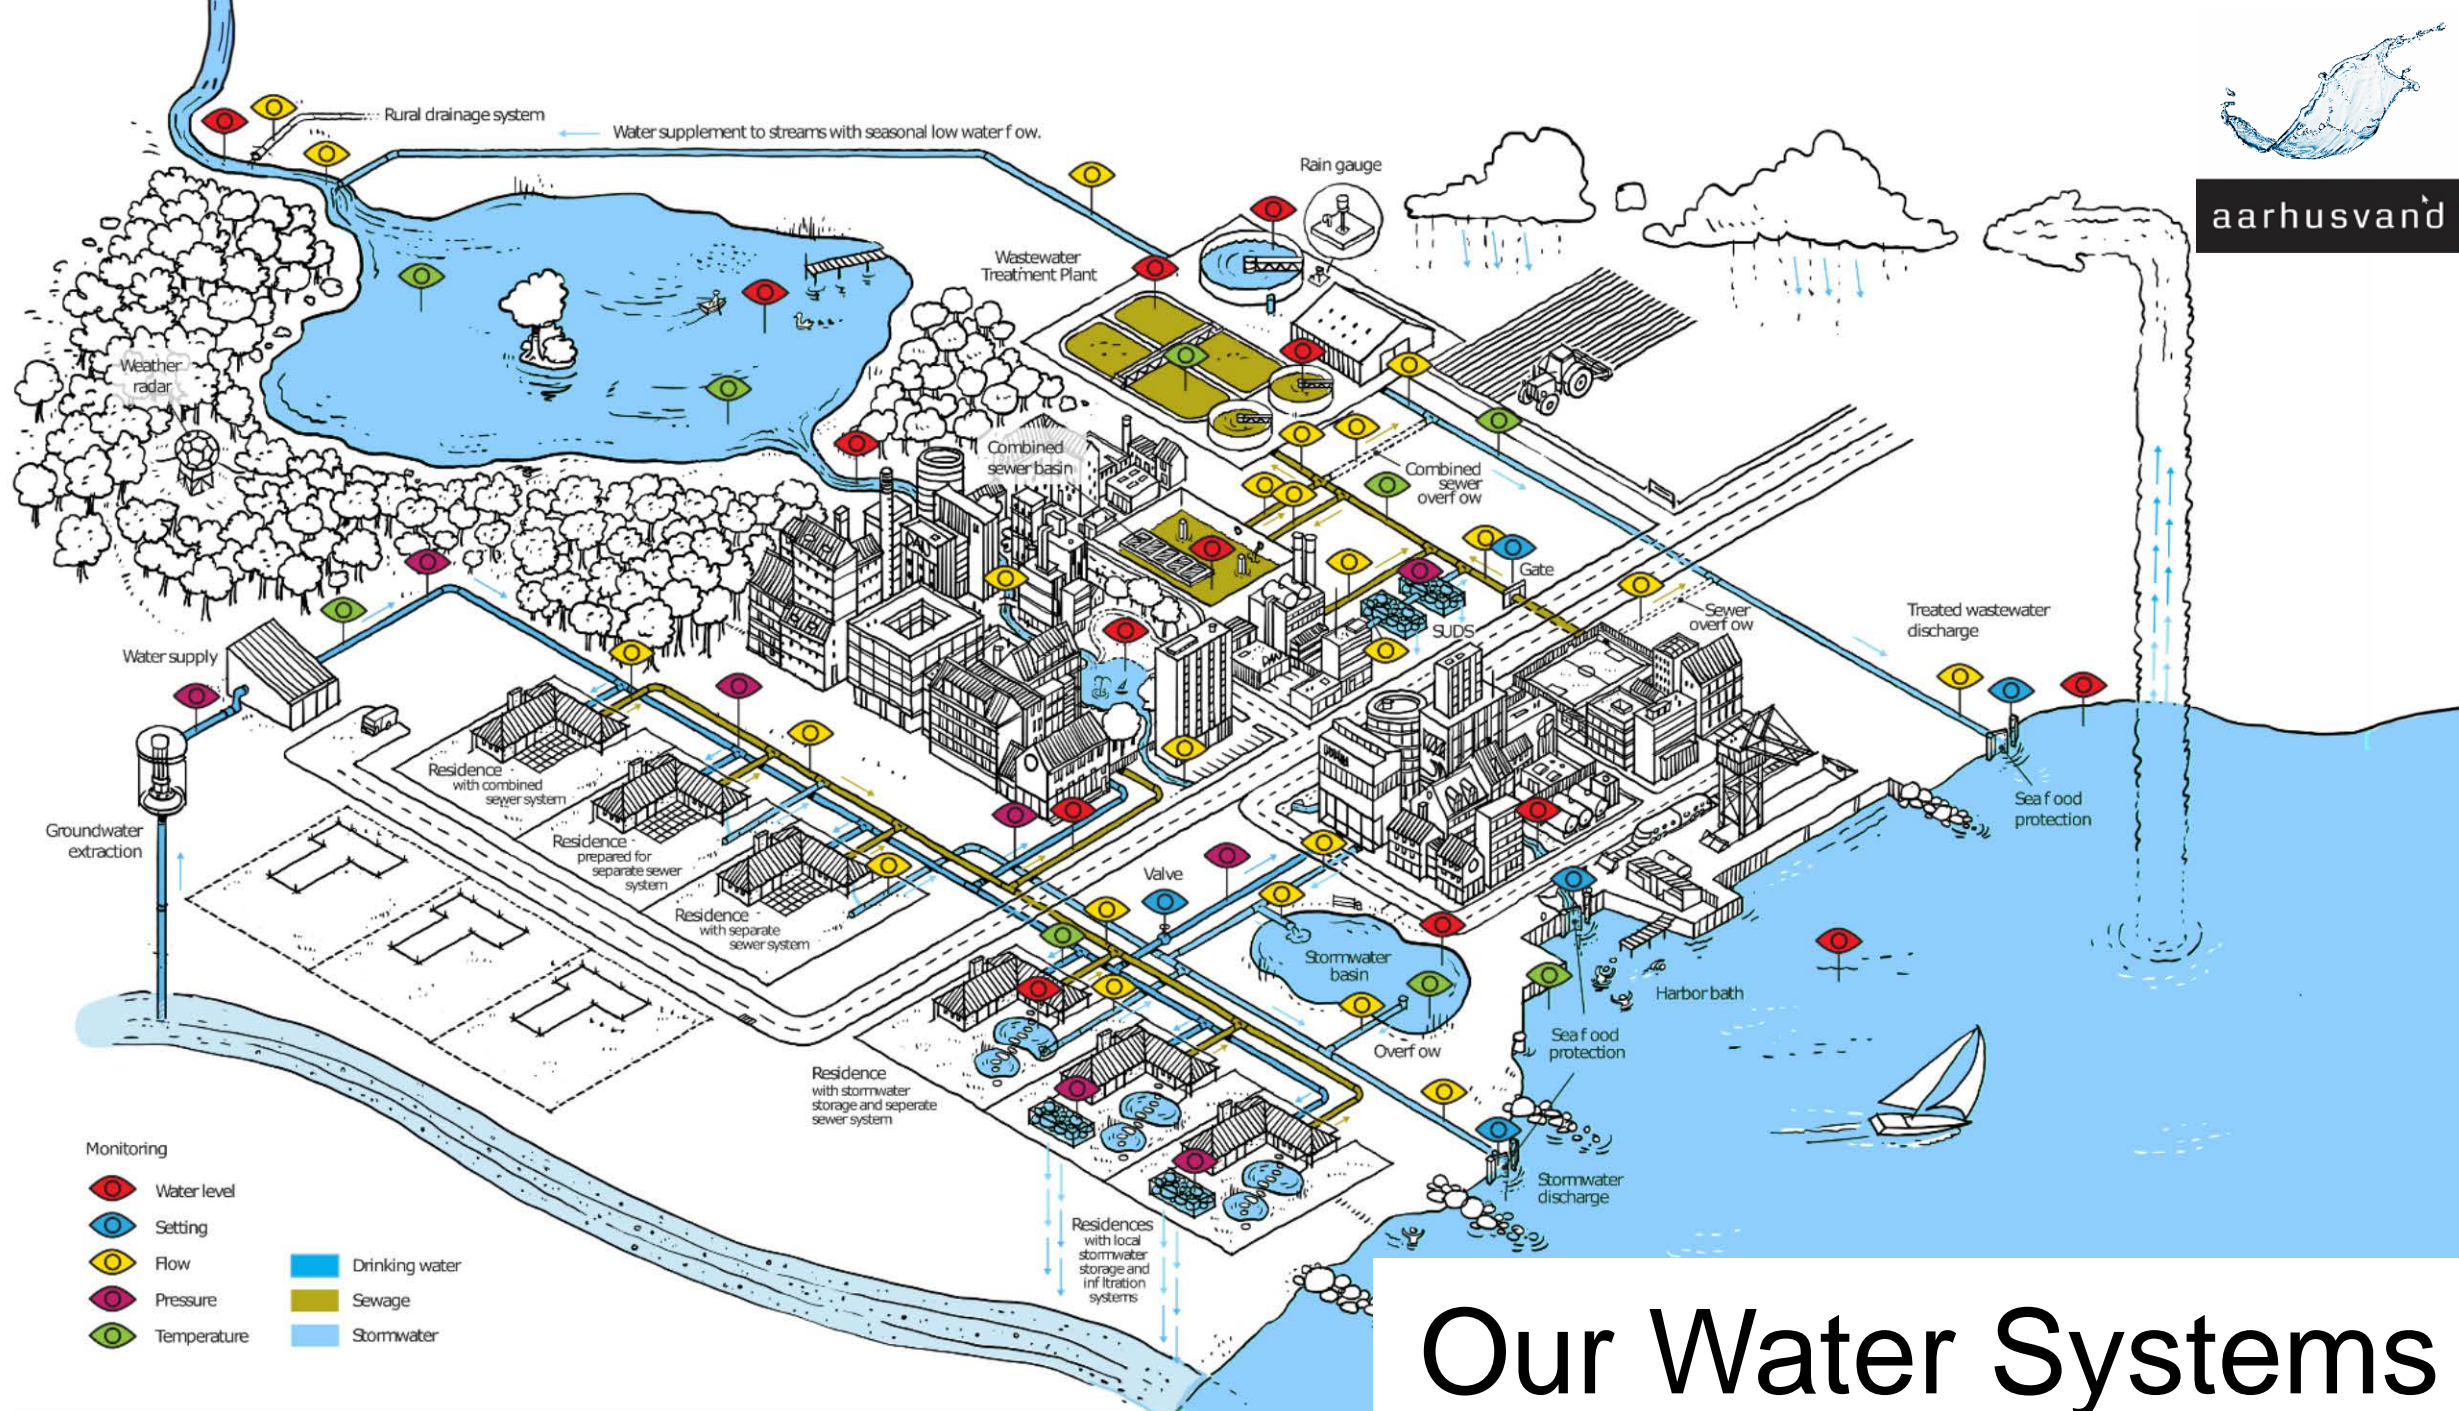 Rural drainage system
Water supplement to streams with seasonal low water f ow.
Rain gauge
aarhusvand
Wastewater
Treatment Plant
Weather
radar
Combined
sewer basin
Combined
sewer
overf ow
Gate
SUDS
Sewer
overf ow
Treated wastewater
discharge
Water supply
Residence
with combined
sewer system
Groundwater
extraction
Residence
prepared for
separate sewer
system
Residence
with separate
sewer system
Valve
Sea f ood
protection
Stormwater
basin
Harbor bath
Overf ow
Sea f ood
protection
Residence
with stormwater
storage and seperate
sewer system
Stormwater
discharge
Residences
with local
stormwater
storage and
inf ltration
systems
Monitoring
Water level
Setting
Flow
Pressure
Temperature
Drinking water
Sewage
Stormwater
Our Water Systems